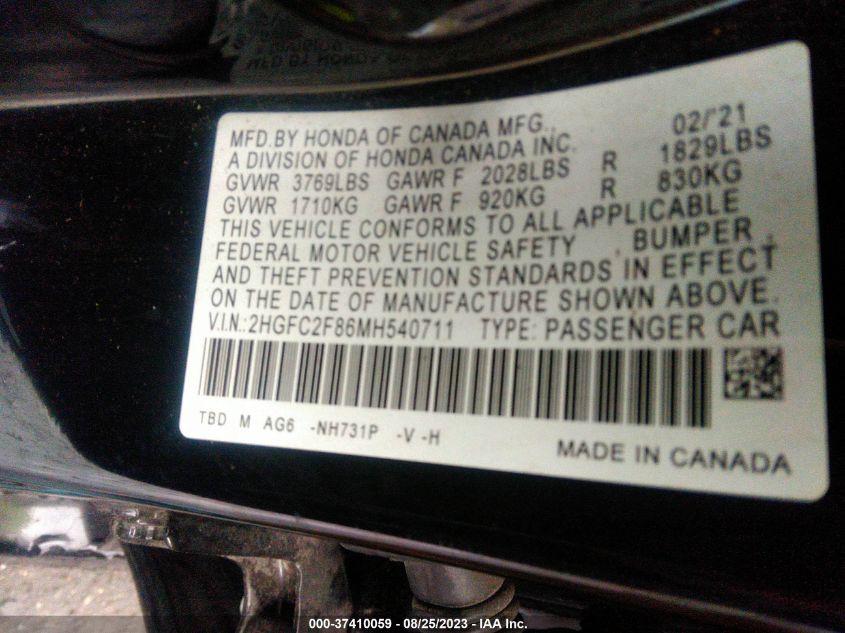 MFD.BY HONDA OF CANADA MFG., 02/'21
A DIVISION OF HONDA CANADA INC.
GVWR 3769LBS GAWR F 2028LBS R 1829LBS
GVWR 1710KG GAWR F 920KG R 830KG
THIS VEHICLE CONFORMS TO ALL APPLICABLE
FEDERAL MOTOR VEHICLE SAFETY , BUMPER ,
AND THEFT PREVENTION STANDARDS IN EFFECT
ON THE DATE OF MANUFACTURE SHOWN ABOVE.
V.I.N.:2HGFC2F86MH540711 TYPE: PASSENGER CAR
TBD M AG6 -NH731P -V -H
MADE IN CANADA
000-37410059 - 08/25/2023 - IAA Inc.